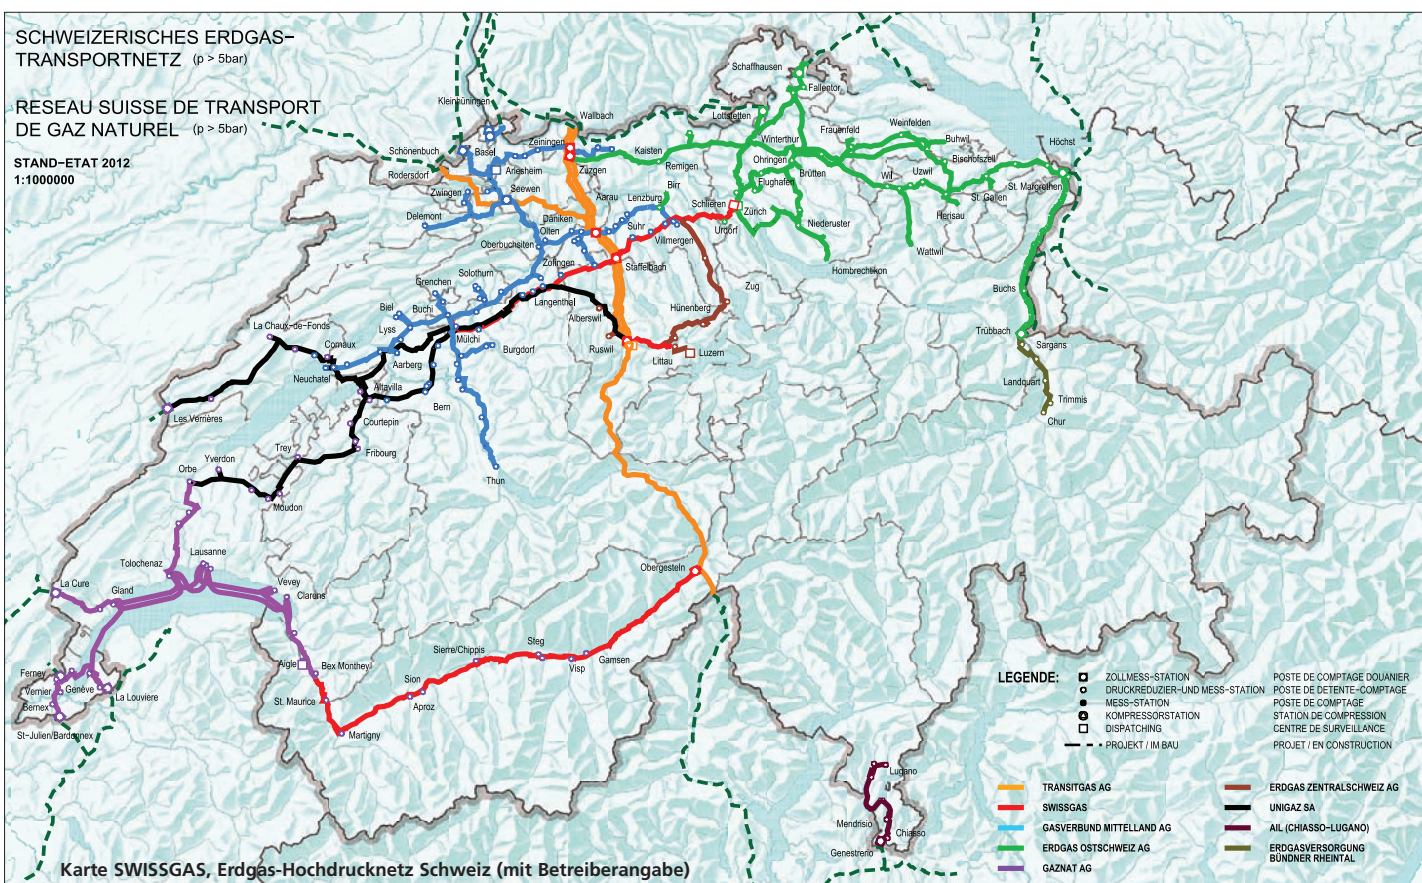 SCHWEIZERISCHES ERDGAS-
TRANSPORTNETZ (p > 5bar)
RESEAU SUISSE DE TRANSPORT
DE GAZ NATUREL (p > 5bar)
STAND-ETAT 2012
1:1000000
Schaffhausen
Fallentor
Kleinhüningen
Wallbach
Lottstetten
Weinfelden
Frauenfeld
Buhwil
Höchst
Schönenbuch
Basel
Zeiningen
Kaisten
Winterthur
Bischofszell
Rodersdorf
Arlesheim
Zuzgen
Remigen
Ohringen
Brütten
Wil
Uzwil
St. Margrethen
Zwingen
Seewen
Aarau
Birr
Flughafen
St. Gallen
Lenzburg
Schlieren
Zürich
Herisau
Delemont
Däniken
Olten
Suhr
Villmergen
Urdorf
Niederuster
Oberbuchsiten
Wattwil
Zofingen
Staffelbach
Hombrechtikon
Solothurn
Grenchen
Zug
Buchs
Biel
Buchi
Langenthal
Alberswil
Hünenberg
La Chaux-de-Fonds
Lyss
Trübbach
Cornaux
Mülchi
Burgdorf
Ruswil
Littau
Luzern
Sargans
Neuchatel
Aarberg
Altavilla
Landquart
Les Verrières
Bern
Trimmis
Courtepin
Chur
Trey
Fribourg
Yverdon
Orbe
Thun
Moudon
Lausanne
Tolochenaz
Obergesteln
La Cure
Gland
Vevey
Clarens
Steg
Sierre/Chippis
Aigle
Bex Monthey
Visp
Gamsen
Ferney
Vernier
Genève
La Louviere
Sion
Bernex
St. Maurice
Aproz
St-Julien/Bardonnex
Martigny
Lugano
Mendrisio
Chiasso
Genestrerio
LEGENDE:
ZOLLMESS-STATION POSTE DE COMPTAGE DOUANIER
DRUCKREDUZIER-UND MESS-STATION POSTE DE DETENTE-COMPTAGE
MESS-STATION POSTE DE COMPTAGE
KOMPRESSORSTATION STATION DE COMPRESSION
DISPATCHING CENTRE DE SURVEILLANCE
PROJEKT / IM BAU PROJET / EN CONSTRUCTION
TRANSITGAS AG ERDGAS ZENTRALSCHWEIZ AG
SWISSGAS UNIGAZ SA
GASVERBUND MITTELLAND AG AIL (CHIASSO-LUGANO)
ERDGAS OSTSCHWEIZ AG ERDGASVERSORGUNG
BÜNDNER RHEINTAL
GAZNAT AG
Karte SWISSGAS, Erdgas-Hochdrucknetz Schweiz (mit Betreiberangabe)